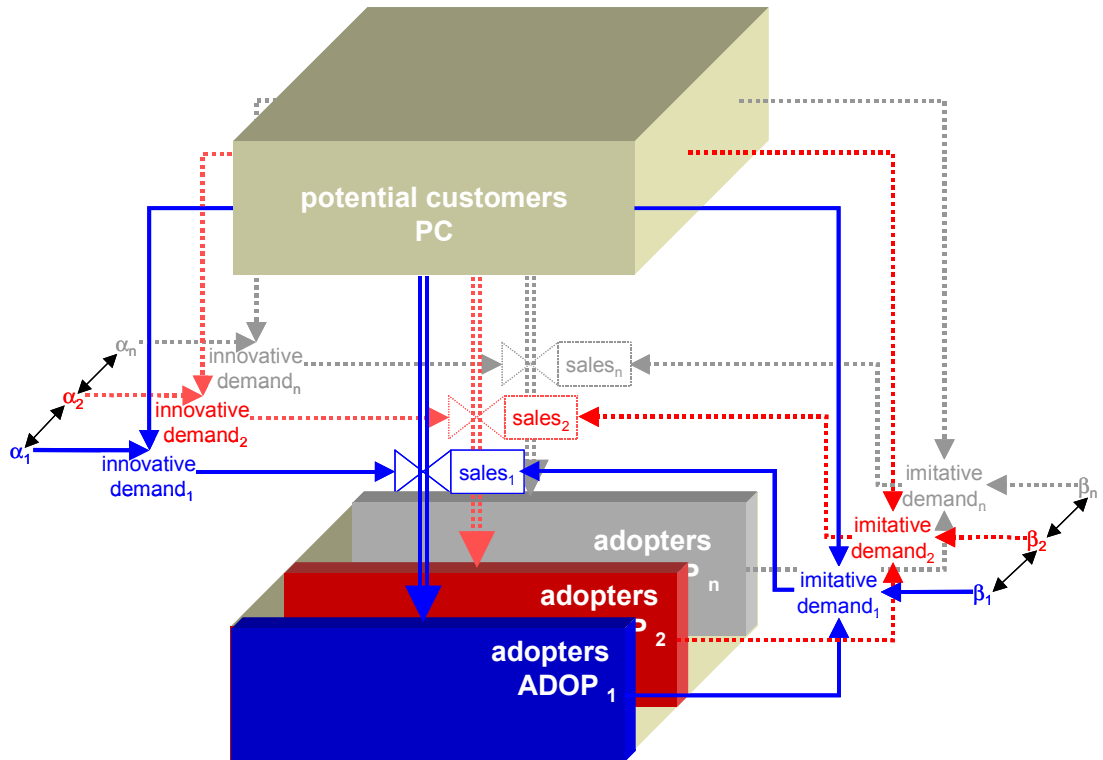 potential customers
PC
αₙ
innovative
demandₙ
salesₙ
α₂
innovative
demand₂
sales₂
α₁
innovative
demand₁
sales₁
imitative
demandₙ
βₙ
imitative
demand₂
β₂
imitative
demand₁
β₁
adopters
P ₙ
adopters
P ₂
adopters
ADOP ₁